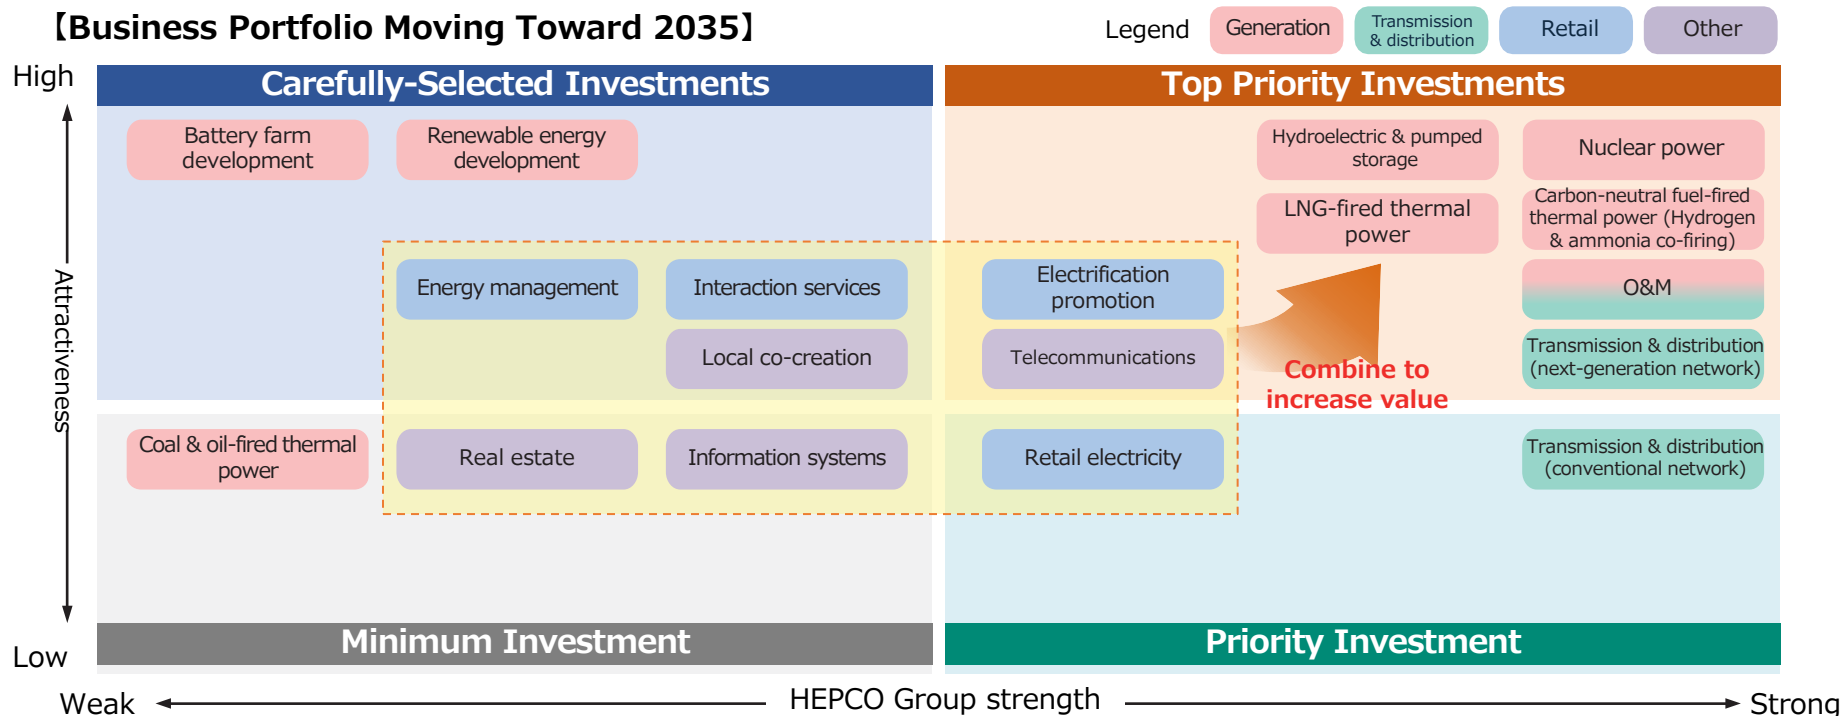 【Business Portfolio Moving Toward 2035】
Legend
Generation
Transmission
& distribution
Retail
Other
High
Carefully-Selected Investments
Top Priority Investments
Battery farm
development
Renewable energy
development
Hydroelectric & pumped
storage
Nuclear power
LNG-fired thermal
power
Carbon-neutral fuel-fired
thermal power (Hydrogen
& ammonia co-firing)
Attractiveness
Energy management
Interaction services
Electrification
promotion
O&M
Local co-creation
Telecommunications
Transmission & distribution
(next-generation network)
Combine to
increase value
Coal & oil-fired thermal
power
Real estate
Information systems
Retail electricity
Transmission & distribution
(conventional network)
Minimum Investment
Priority Investment
Low
Weak
HEPCO Group strength
Strong